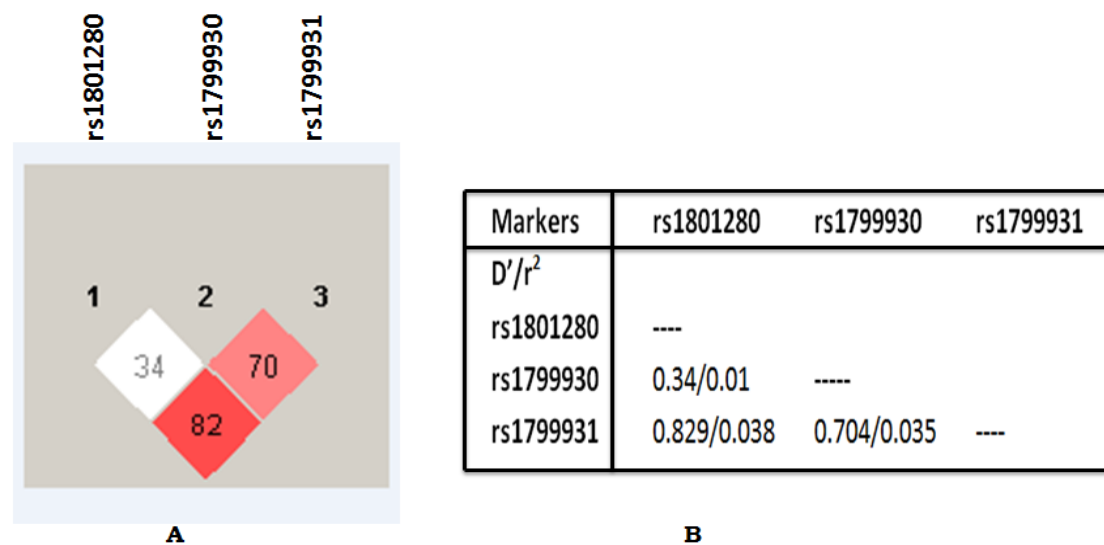 rs1801280
rs1799930
rs1799931
1 2 3
34 70
82
A
Markers rs1801280 rs1799930 rs1799931
D'/r²
rs1801280 ----
rs1799930 0.34/0.01 -----
rs1799931 0.829/0.038 0.704/0.035 ----
B